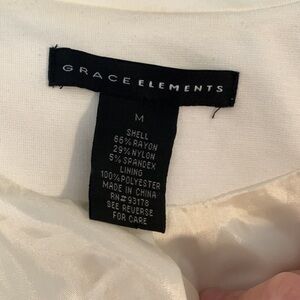 GRACE ELEMENTS
M
SHELL
66% RAYON
29% NYLON
5% SPANDEX
LINING
100% POLYESTER
MADE IN CHINA
RN# 93178
SEE REVERSE
FOR CARE